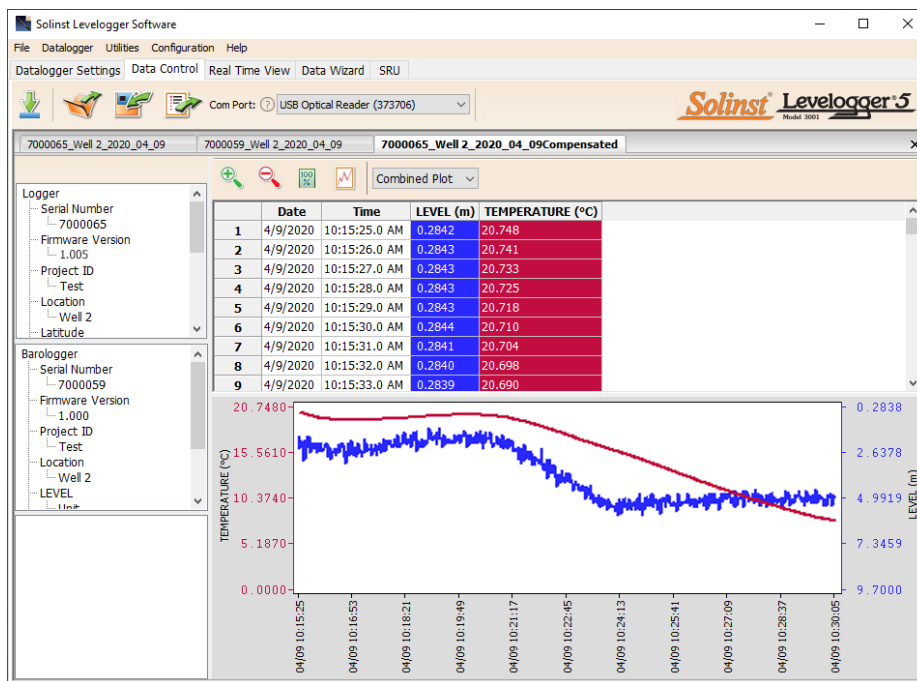 Solinst Levelogger Software
File Datalogger Utilities Configuration Help
Datalogger Settings Data Control Real Time View Data Wizard SRU
Com Port: ? USB Optical Reader (373706)
Solinst Levelogger 5
Model 3001
7000065_Well 2_2020_04_09 7000059_Well 2_2020_04_09 7000065_Well 2_2020_04_09Compensated
100 %
Combined Plot
Logger
Serial Number
7000065
Firmware Version
1.005
Project ID
Test
Location
Well 2
Latitude
Barologger
Serial Number
7000059
Firmware Version
1.000
Project ID
Test
Location
Well 2
LEVEL
Unit
Date Time LEVEL (m) TEMPERATURE (ºC)
1 4/9/2020 10:15:25.0 AM 0.2842 20.748
2 4/9/2020 10:15:26.0 AM 0.2843 20.741
3 4/9/2020 10:15:27.0 AM 0.2843 20.733
4 4/9/2020 10:15:28.0 AM 0.2843 20.725
5 4/9/2020 10:15:29.0 AM 0.2843 20.718
6 4/9/2020 10:15:30.0 AM 0.2844 20.710
7 4/9/2020 10:15:31.0 AM 0.2841 20.704
8 4/9/2020 10:15:32.0 AM 0.2840 20.698
9 4/9/2020 10:15:33.0 AM 0.2839 20.690
TEMPERATURE (ºC)
20.7480
15.5610
10.3740
5.1870
0.0000
0.2838
2.6378
4.9919
7.3459
9.7000
LEVEL (m)
04/09 10:15:25
04/09 10:16:53
04/09 10:18:21
04/09 10:19:49
04/09 10:21:17
04/09 10:22:45
04/09 10:24:13
04/09 10:25:41
04/09 10:27:09
04/09 10:28:37
04/09 10:30:05